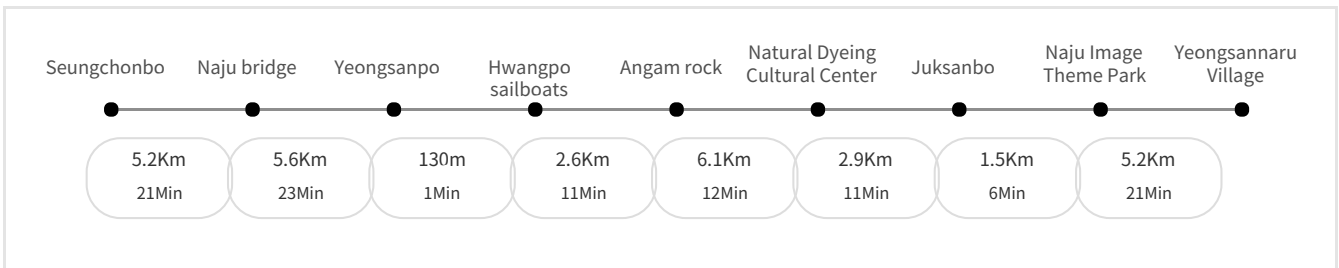 Seungchonbo
Naju bridge
Yeongsanpo
Hwangpo
sailboats
Angam rock
Natural Dyeing
Cultural Center
Juksanbo
Naju Image
Theme Park
Yeongsannaru
Village
5.2Km
21Min
5.6Km
23Min
130m
1Min
2.6Km
11Min
6.1Km
12Min
2.9Km
11Min
1.5Km
6Min
5.2Km
21Min